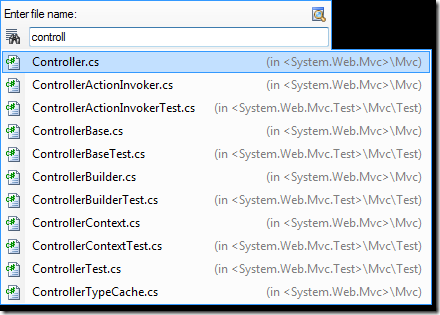 Enter file name:
controll
Controller.cs (in <System.Web.Mvc>\Mvc)
ControllerActionInvoker.cs (in <System.Web.Mvc>\Mvc)
ControllerActionInvokerTest.cs (in <System.Web.Mvc.Test>\Mvc\Test)
ControllerBase.cs (in <System.Web.Mvc>\Mvc)
ControllerBaseTest.cs (in <System.Web.Mvc.Test>\Mvc\Test)
ControllerBuilder.cs (in <System.Web.Mvc>\Mvc)
ControllerBuilderTest.cs (in <System.Web.Mvc.Test>\Mvc\Test)
ControllerContext.cs (in <System.Web.Mvc>\Mvc)
ControllerContextTest.cs (in <System.Web.Mvc.Test>\Mvc\Test)
ControllerTest.cs (in <System.Web.Mvc.Test>\Mvc\Test)
ControllerTypeCache.cs (in <System.Web.Mvc>\Mvc)